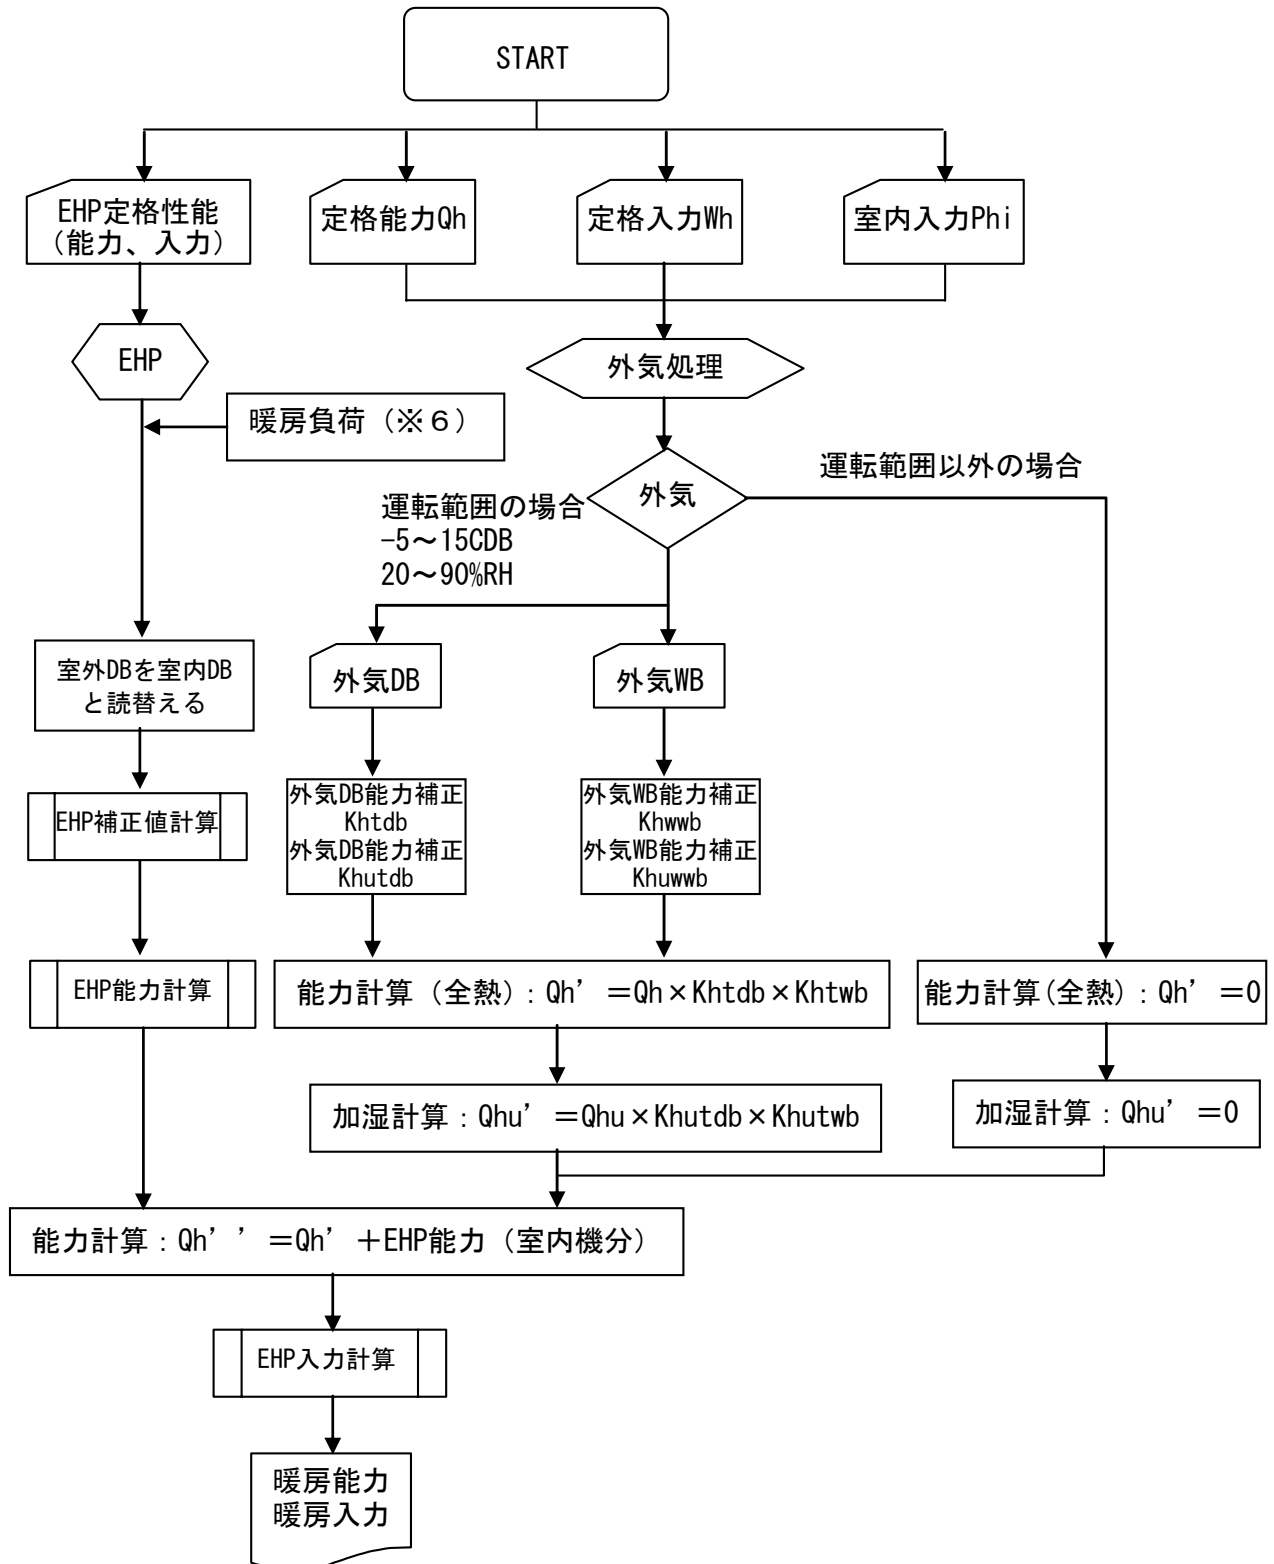 START
EHP定格性能
（能力、入力）
定格能力Qh
定格入力Wh
室内入力Phi
EHP
外気処理
暖房負荷（※６）
外気
運転範囲以外の場合
運転範囲の場合
-5～15CDB
20～90%RH
室外DBを室内DB
と読替える
外気DB
外気WB
EHP補正値計算
外気DB能力補正
Khtdb
外気DB能力補正
Khutdb
外気WB能力補正
Khwwb
外気WB能力補正
Khuwwb
EHP能力計算
能力計算（全熱）：Qh’＝Qh×Khtdb×Khtwb
能力計算（全熱）：Qh’＝0
加湿計算：Qhu’＝Qhu×Khutdb×Khutwb
加湿計算：Qhu’＝0
能力計算：Qh’’＝Qh’＋EHP能力（室内機分）
EHP入力計算
暖房能力
暖房入力